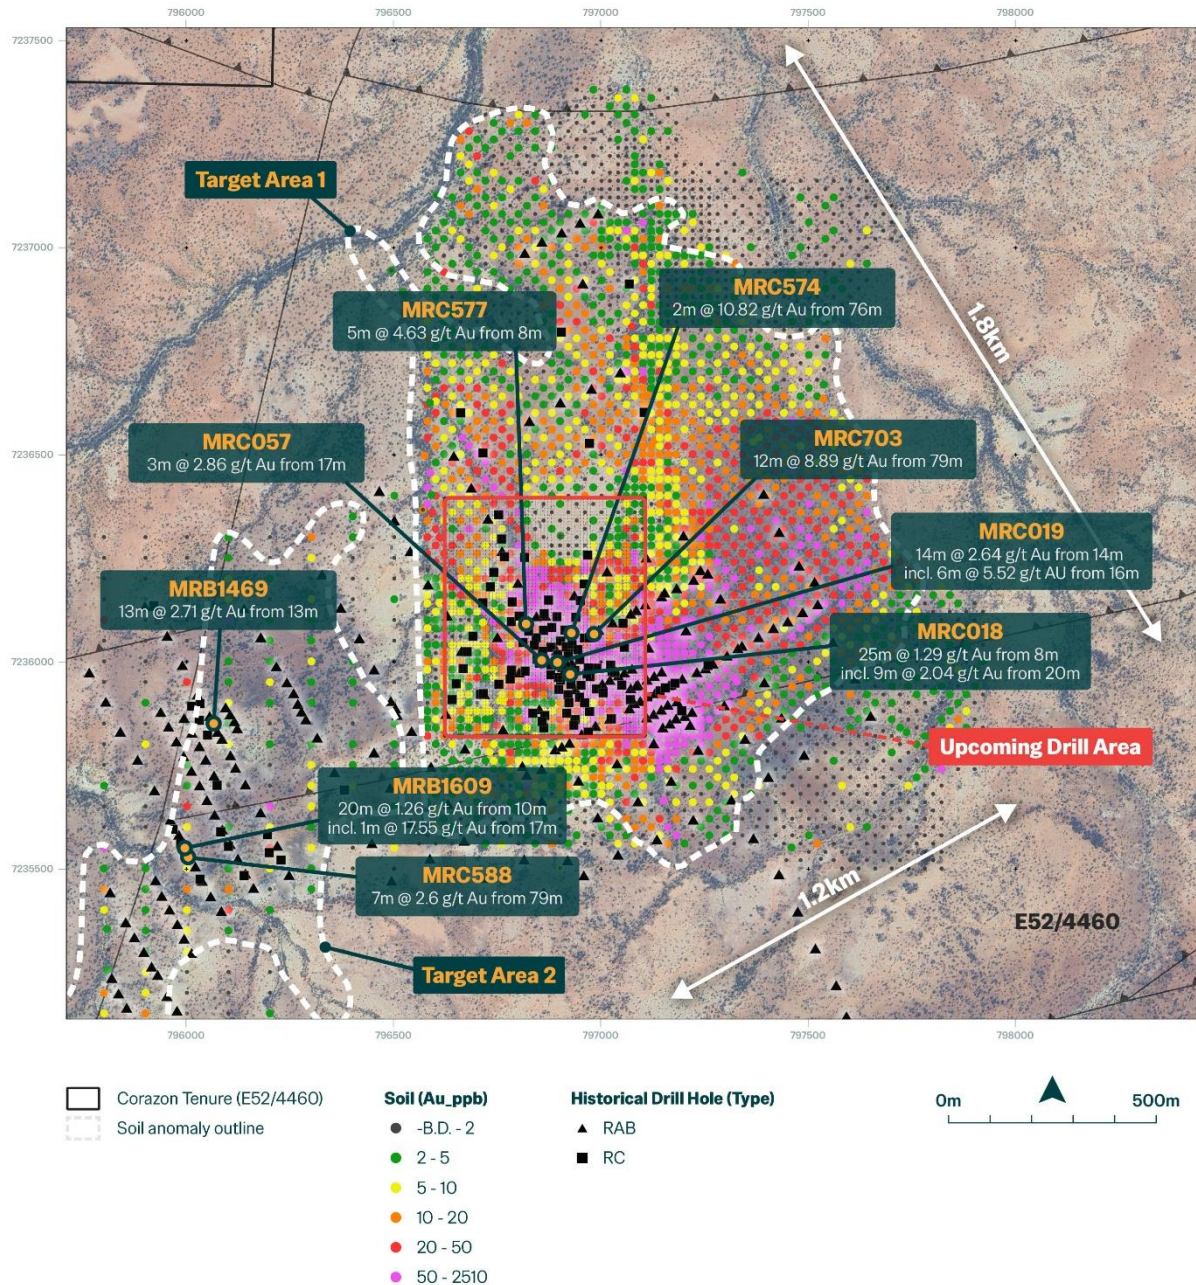 796000 796500 797000 797500 798000
7237500
Target Area 1
7237000
MRC577
5m @ 4.63 g/t Au from 8m
MRC574
2m @ 10.82 g/t Au from 76m
1.8km
7236500
MRC057
3m @ 2.86 g/t Au from 17m
MRC703
12m @ 8.89 g/t Au from 79m
MRC019
14m @ 2.64 g/t Au from 14m
incl. 6m @ 5.52 g/t AU from 16m
MRB1469
13m @ 2.71 g/t Au from 13m
MRC018
25m @ 1.29 g/t Au from 8m
incl. 9m @ 2.04 g/t Au from 20m
7236000
Upcoming Drill Area
MRB1609
20m @ 1.26 g/t Au from 10m
incl. 1m @ 17.55 g/t Au from 17m
7235500
MRC588
7m @ 2.6 g/t Au from 79m
1.2km
E52/4460
Target Area 2
796000 796500 797000 797500 798000
Corazon Tenure (E52/4460)
Soil anomaly outline
Soil (Au_ppb)
-B.D. - 2
2 - 5
5 - 10
10 - 20
20 - 50
50 - 2510
Historical Drill Hole (Type)
RAB
RC
0m 500m